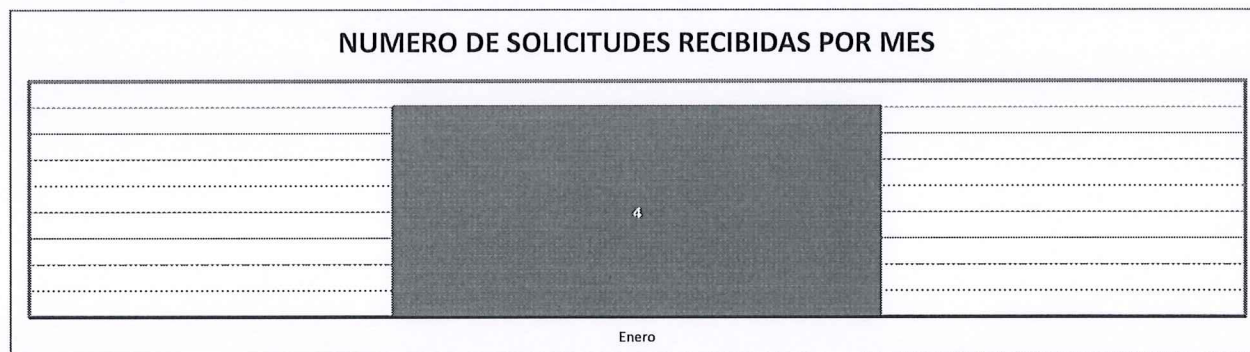 NUMERO DE SOLICITUDES RECIBIDAS POR MES
4
Enero